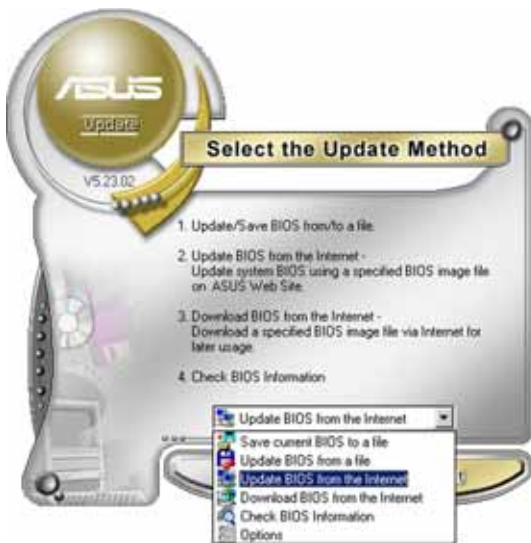 ASUS
Update
V5.23.02
Select the Update Method
1. Update/Save BIOS from/to a file.
2. Update BIOS from the Internet -
Update system BIOS using a specified BIOS image file
on ASUS Web Site.
3. Download BIOS from the Internet -
Download a specified BIOS image file via Internet for
later usage.
4. Check BIOS Information
Update BIOS from the Internet
Save current BIOS to a file
Update BIOS from a file
Update BIOS from the Internet
Download BIOS from the Internet
Check BIOS Information
Options